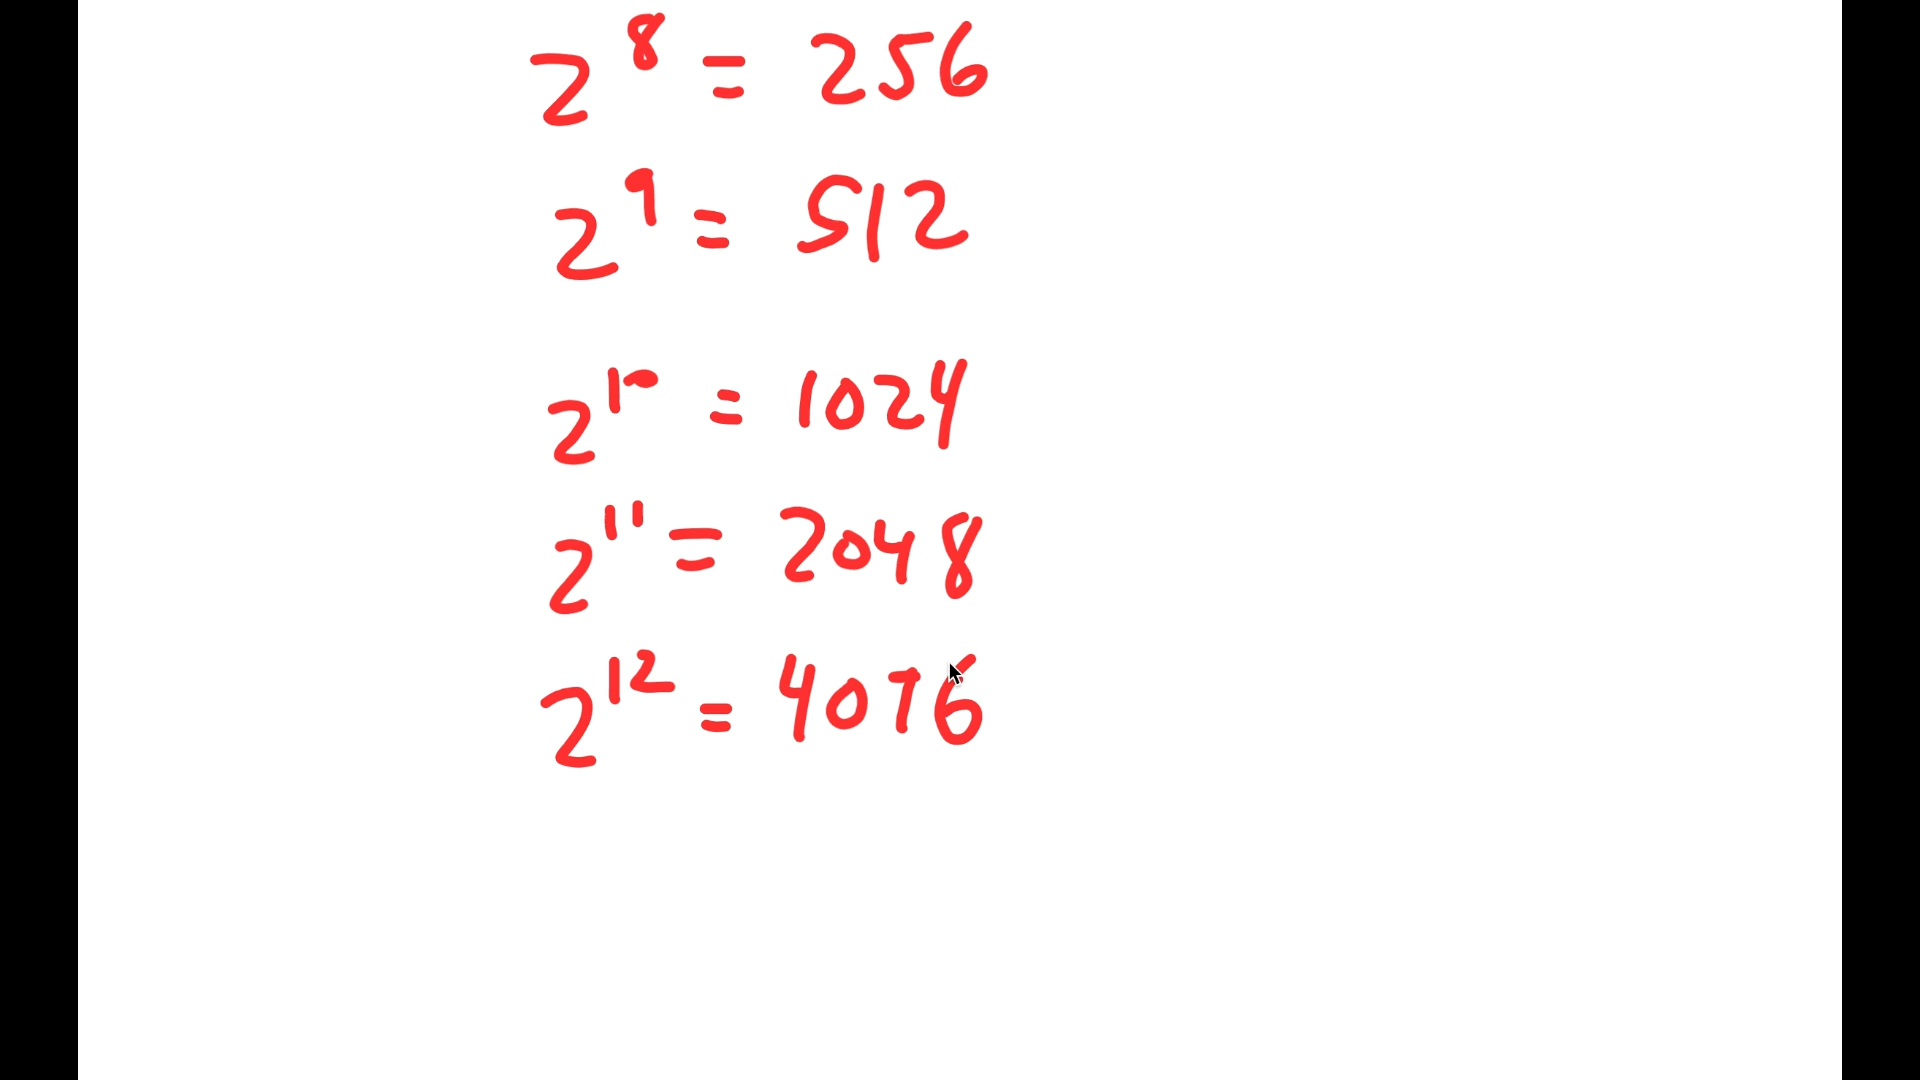 2^8 = 256
2^9 = 512
2^10 = 1024
2^11 = 2048
2^12 = 4096